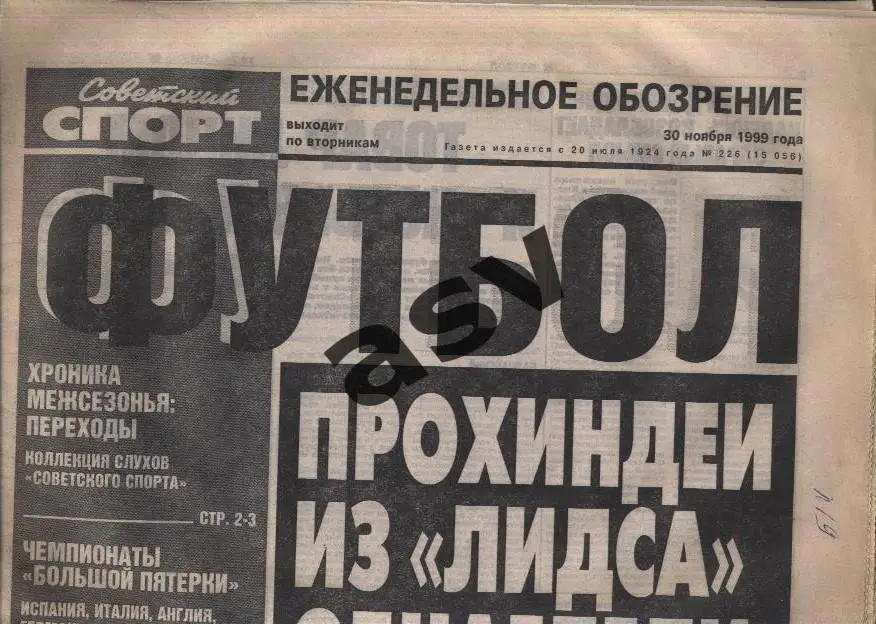 Советский
СПОРТ
ЕЖЕНЕДЕЛЬНОЕ ОБОЗРЕНИЕ
выходит
по вторникам
30 ноября 1999 года
Газета издается с 20 июля 1924 года № 226 (15 056)
ФУТБОЛ
asv
ХРОНИКА
МЕЖСЕЗОНЬЯ:
ПЕРЕХОДЫ
КОЛЛЕКЦИЯ СЛУХОВ
«СОВЕТСКОГО СПОРТА»
СТР. 2-3
ЧЕМПИОНАТЫ
«БОЛЬШОЙ ПЯТЕРКИ»
ИСПАНИЯ, ИТАЛИЯ, АНГЛИЯ,
ПРОХИНДЕИ
ИЗ «ЛИДСА»